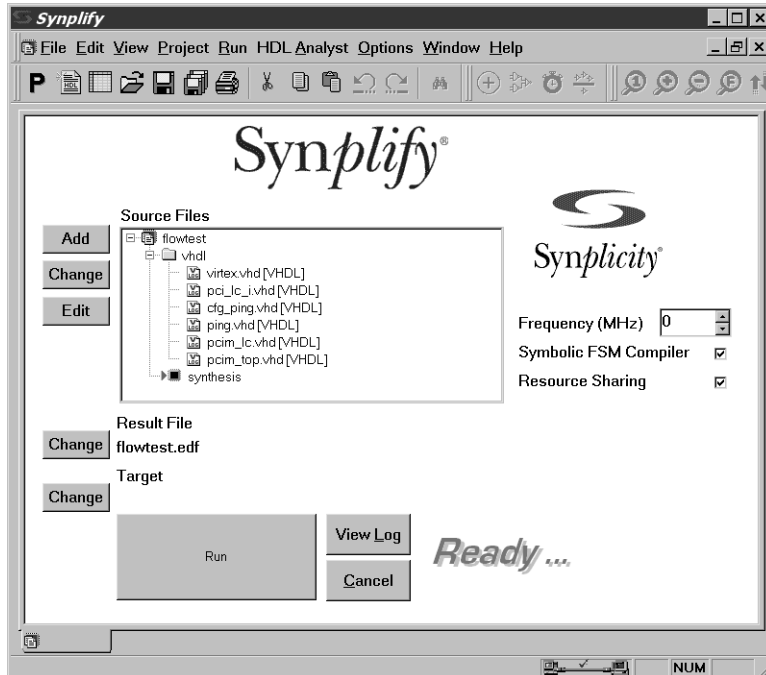 Synplify
File Edit View Project Run HDL Analyst Options Window Help
P
Synplify®
Source Files
Add
flowtest
vhdl
Change
virtex.vhd [VHDL]
pci_lc_i.vhd [VHDL]
Edit
cfg_ping.vhd [VHDL]
ping.vhd [VHDL]
pcim_lc.vhd [VHDL]
pcim_top.vhd [VHDL]
synthesis
Synplicity®
Frequency (MHz) 0
Symbolic FSM Compiler
Resource Sharing
Result File
Change flowtest.edf
Target
Change
Run
View Log
Cancel
Ready ...
NUM